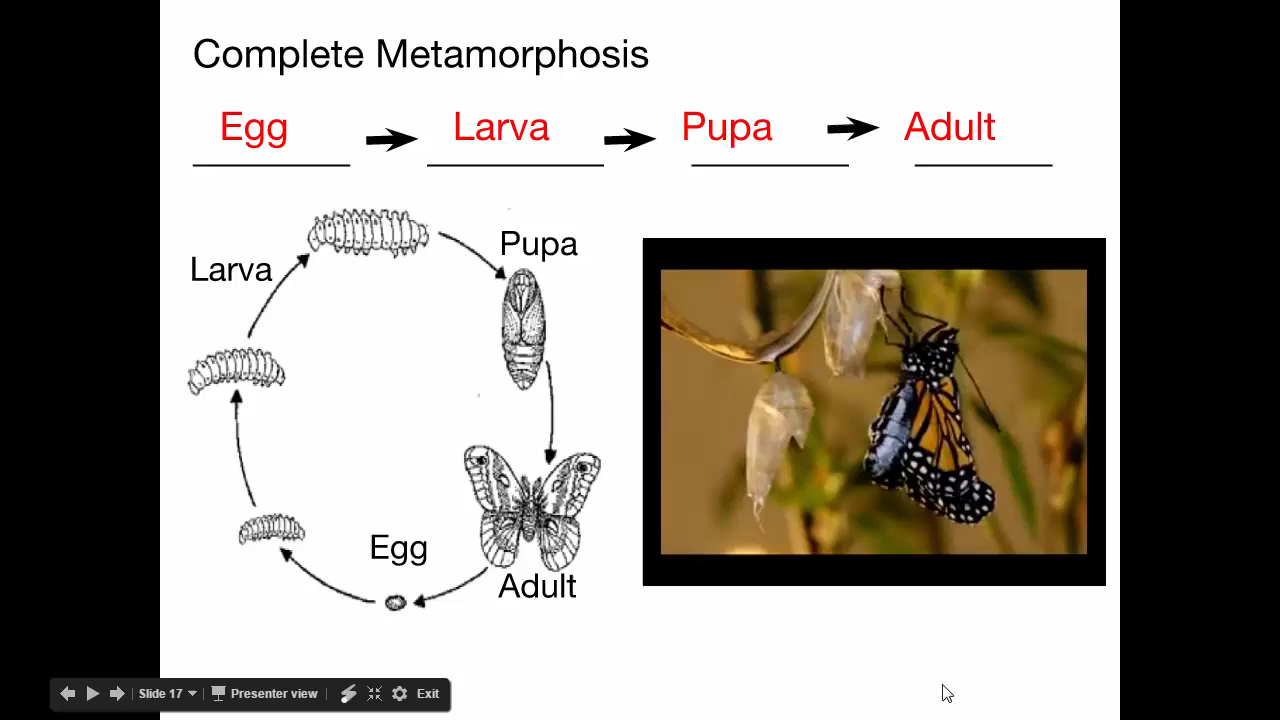 Complete Metamorphosis
Egg Larva Pupa Adult
Pupa
Larva
Egg
Adult
Slide 17 Presenter view Exit